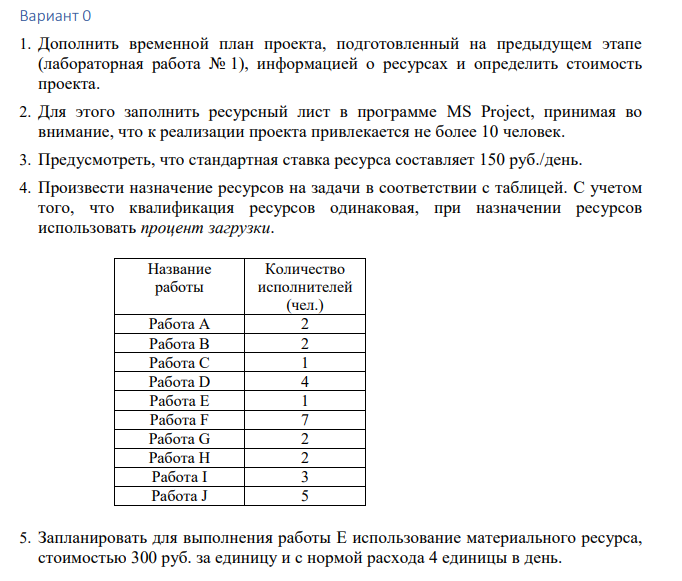 Вариант 0
1. Дополнить временной план проекта, подготовленный на предыдущем этапе
(лабораторная работа № 1), информацией о ресурсах и определить стоимость
проекта.
2. Для этого заполнить ресурсный лист в программе MS Project, принимая во
внимание, что к реализации проекта привлекается не более 10 человек.
3. Предусмотреть, что стандартная ставка ресурса составляет 150 руб./день.
4. Произвести назначение ресурсов на задачи в соответствии с таблицей. С учетом
того, что квалификация ресурсов одинаковая, при назначении ресурсов
использовать процент загрузки.
Название работы Количество исполнителей (чел.)
Работа A 2
Работа B 2
Работа C 1
Работа D 4
Работа E 1
Работа F 7
Работа G 2
Работа H 2
Работа I 3
Работа J 5
5. Запланировать для выполнения работы E использование материального ресурса,
стоимостью 300 руб. за единицу и с нормой расхода 4 единицы в день.